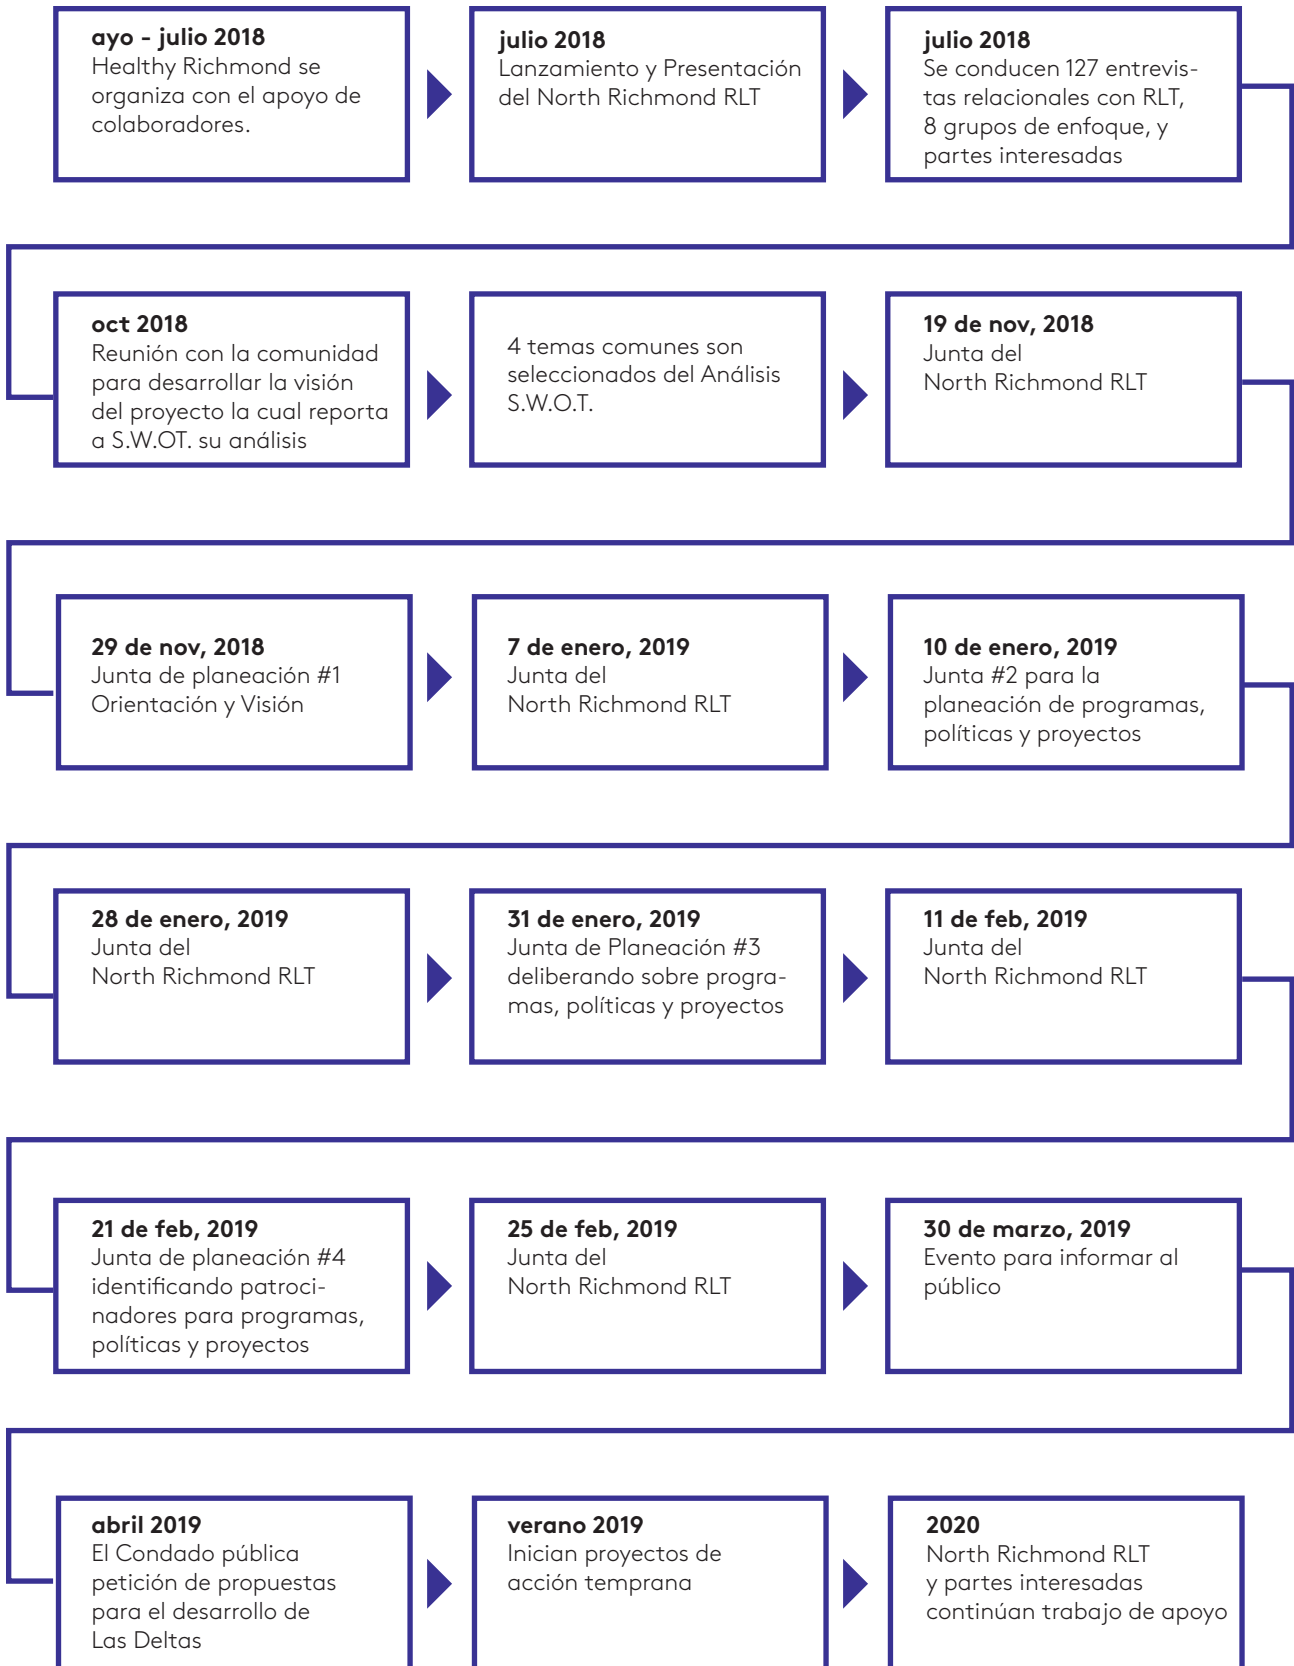 ayo - julio 2018
Healthy Richmond se
organiza con el apoyo de
colaboradores.
julio 2018
Lanzamiento y Presentación
del North Richmond RLT
julio 2018
Se conducen 127 entrevis-
tas relacionales con RLT,
8 grupos de enfoque, y
partes interesadas
oct 2018
Reunión con la comunidad
para desarrollar la visión
del proyecto la cual reporta
a S.W.OT. su análisis
4 temas comunes son
seleccionados del Análisis
S.W.O.T.
19 de nov, 2018
Junta del
North Richmond RLT
29 de nov, 2018
Junta de planeación #1
Orientación y Visión
7 de enero, 2019
Junta del
North Richmond RLT
10 de enero, 2019
Junta #2 para la
planeación de programas,
políticas y proyectos
28 de enero, 2019
Junta del
North Richmond RLT
31 de enero, 2019
Junta de Planeación #3
deliberando sobre progra-
mas, políticas y proyectos
11 de feb, 2019
Junta del
North Richmond RLT
21 de feb, 2019
Junta de planeación #4
identificando patroci-
nadores para programas,
políticas y proyectos
25 de feb, 2019
Junta del
North Richmond RLT
30 de marzo, 2019
Evento para informar al
público
abril 2019
El Condado pública
petición de propuestas
para el desarrollo de
Las Deltas
verano 2019
Inician proyectos de
acción temprana
2020
North Richmond RLT
y partes interesadas
continúan trabajo de apoyo